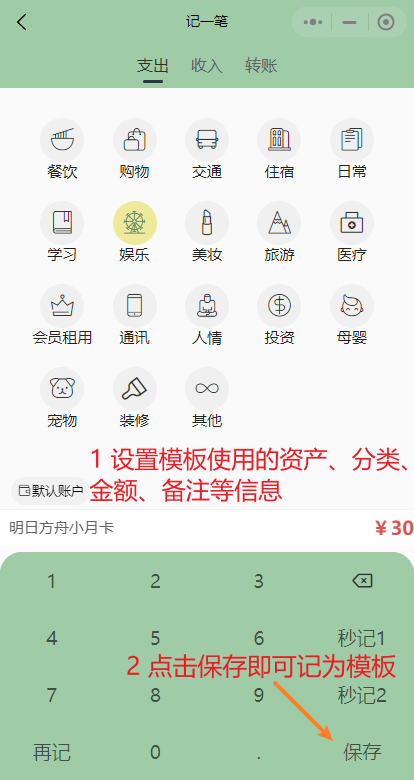 记一笔
支出 收入 转账
餐饮 购物 交通 住宿 日常
学习 娱乐 美妆 旅游 医疗
会员租用 通讯 人情 投资 母婴
宠物 装修 其他
1 设置模板使用的资产、分类、
金额、备注等信息
默认账户
明日方舟小月卡 ¥30
1 2 3
4 5 6 秒记1
2 点击保存即可记为模板
7 8 9 秒记2
再记 0 . 保存